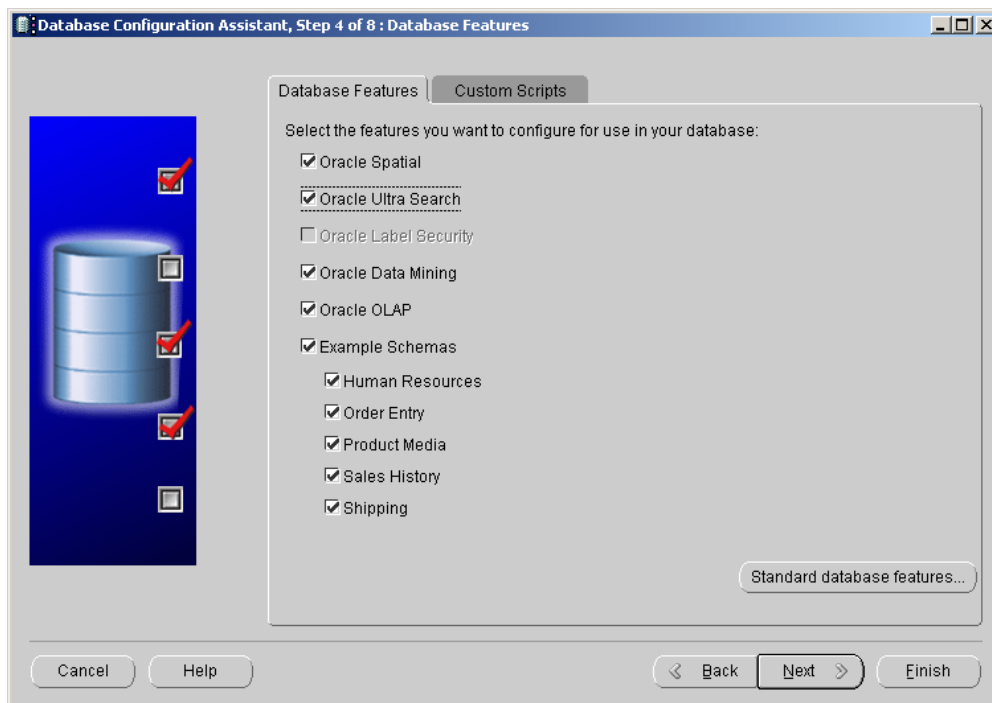 Database Configuration Assistant, Step 4 of 8 : Database Features
Database Features
Custom Scripts
Select the features you want to configure for use in your database:
Oracle Spatial
Oracle Ultra Search
Oracle Label Security
Oracle Data Mining
Oracle OLAP
Example Schemas
Human Resources
Order Entry
Product Media
Sales History
Shipping
Standard database features...
Cancel
Help
Back
Next
Finish